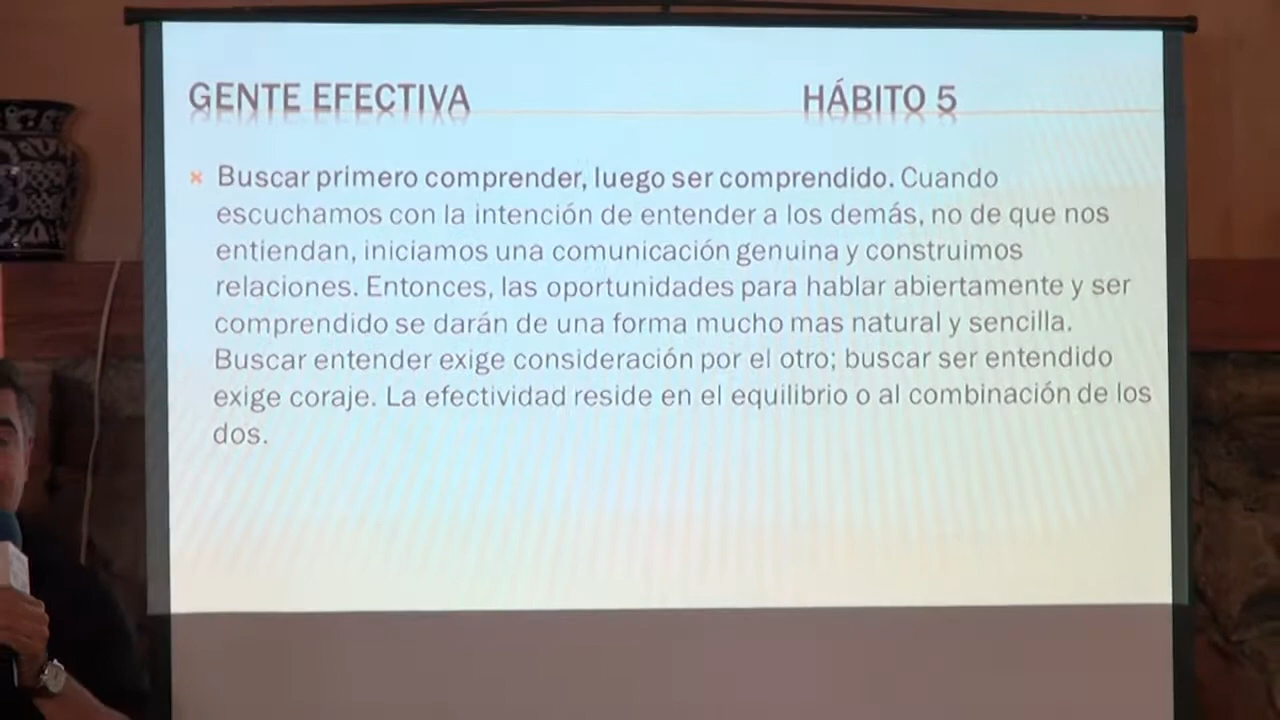 GENTE EFECTIVA HÁBITO 5
Buscar primero comprender, luego ser comprendido. Cuando
escuchamos con la intención de entender a los demás, no de que nos
entiendan, iniciamos una comunicación genuina y construimos
relaciones. Entonces, las oportunidades para hablar abiertamente y ser
comprendido se darán de una forma mucho mas natural y sencilla.
Buscar entender exige consideración por el otro; buscar ser entendido
exige coraje. La efectividad reside en el equilibrio o al combinación de los
dos.